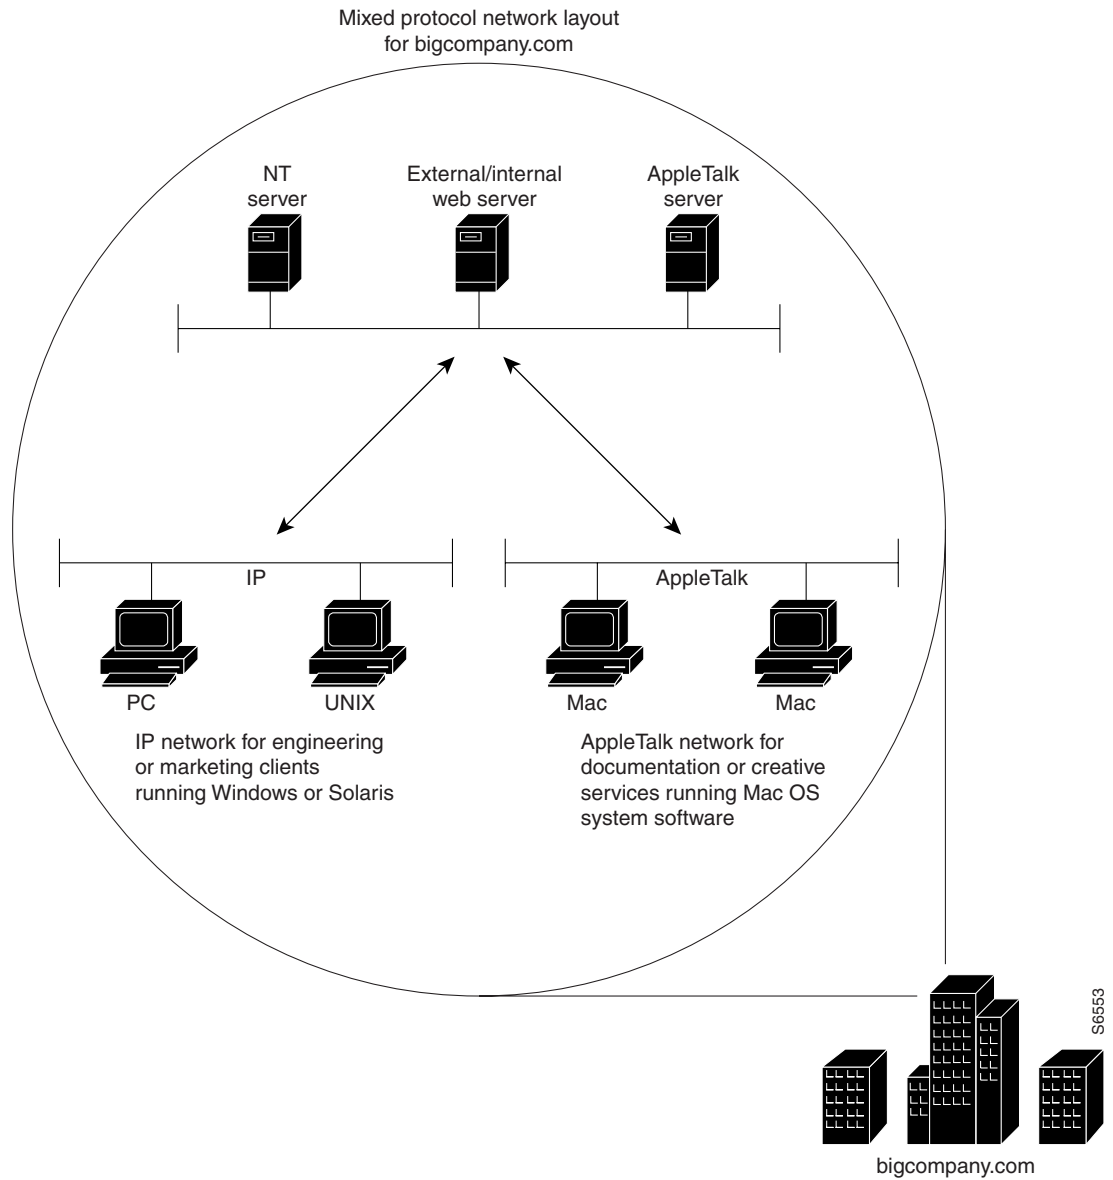 Mixed protocol network layout
for bigcompany.com
NT
server
External/internal
web server
AppleTalk
server
IP
AppleTalk
PC
UNIX
Mac
Mac
IP network for engineering
or marketing clients
running Windows or Solaris
AppleTalk network for
documentation or creative
services running Mac OS
system software
S6553
bigcompany.com